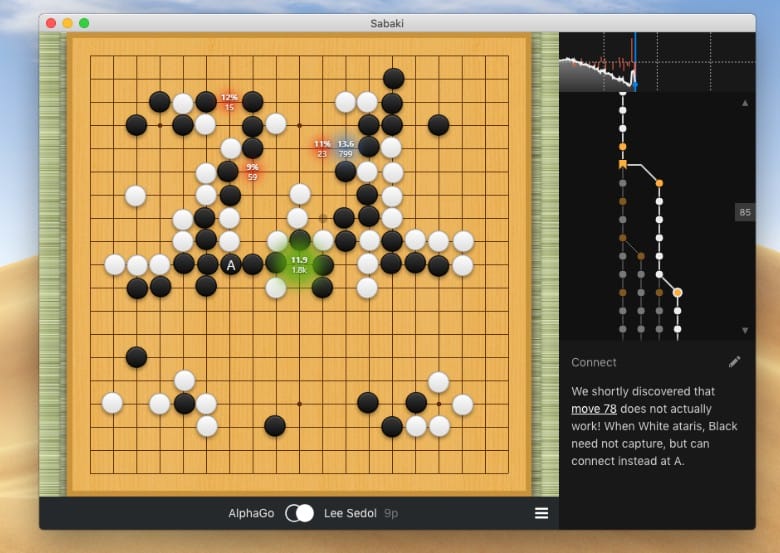 Sabaki
12%
15
11%
23
13.6
799
9%
59
85
A
11.9
1.8k
Connect
We shortly discovered that
move 78 does not actually
work! When White ataris, Black
need not capture, but can
connect instead at A.
AlphaGo
Lee Sedol 9p